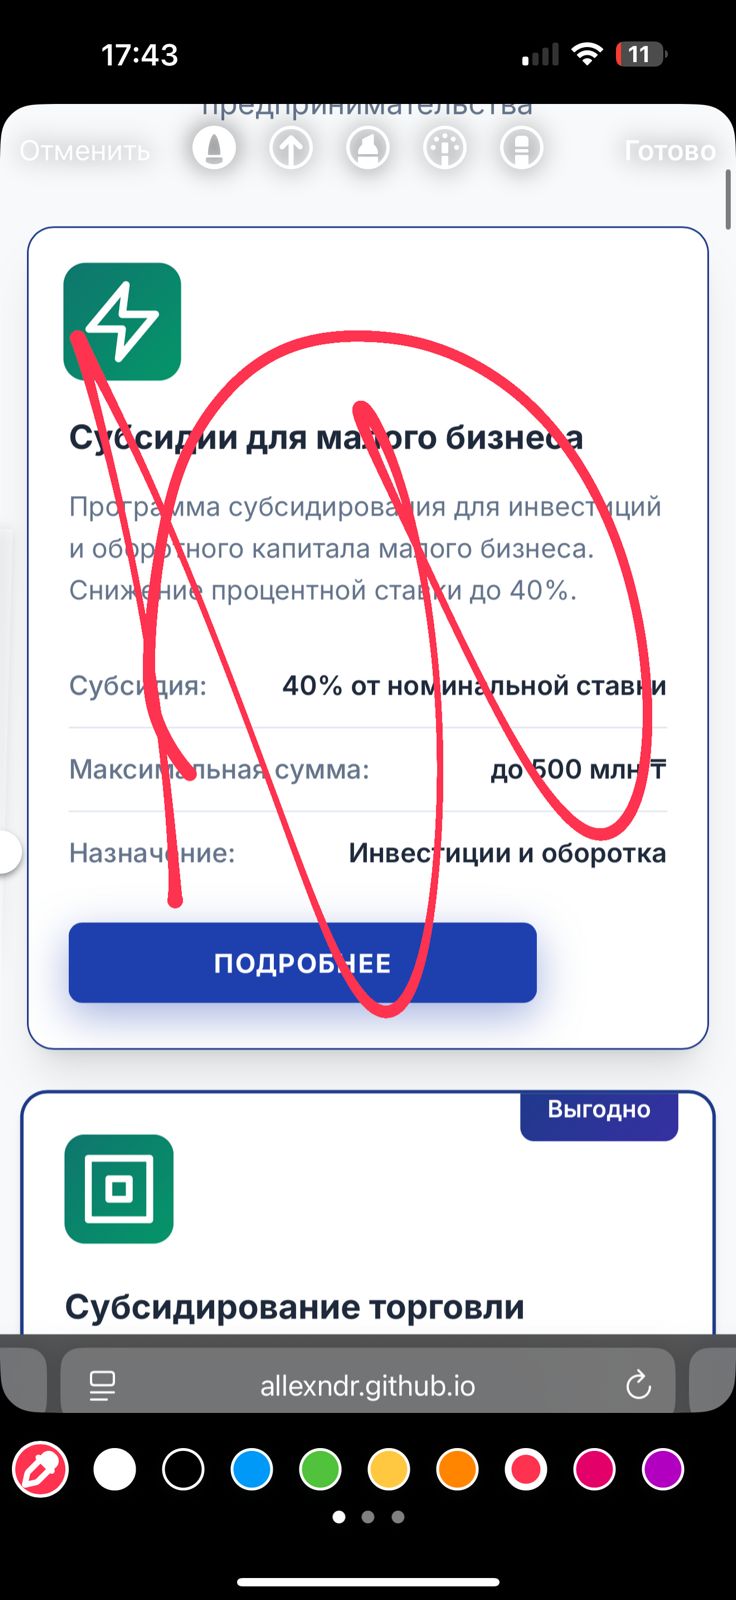 17:43
11
предпринимательства
Отменить
Готово
Субсидии для малого бизнеса
Программа субсидирования для инвестиций
и оборотного капитала малого бизнеса.
Снижение процентной ставки до 40%.
Субсидия: 40% от номинальной ставки
Максимальная сумма: до 500 млн ₸
Назначение: Инвестиции и оборотка
ПОДРОБНЕЕ
Выгодно
Субсидирование торговли
allexndr.github.io